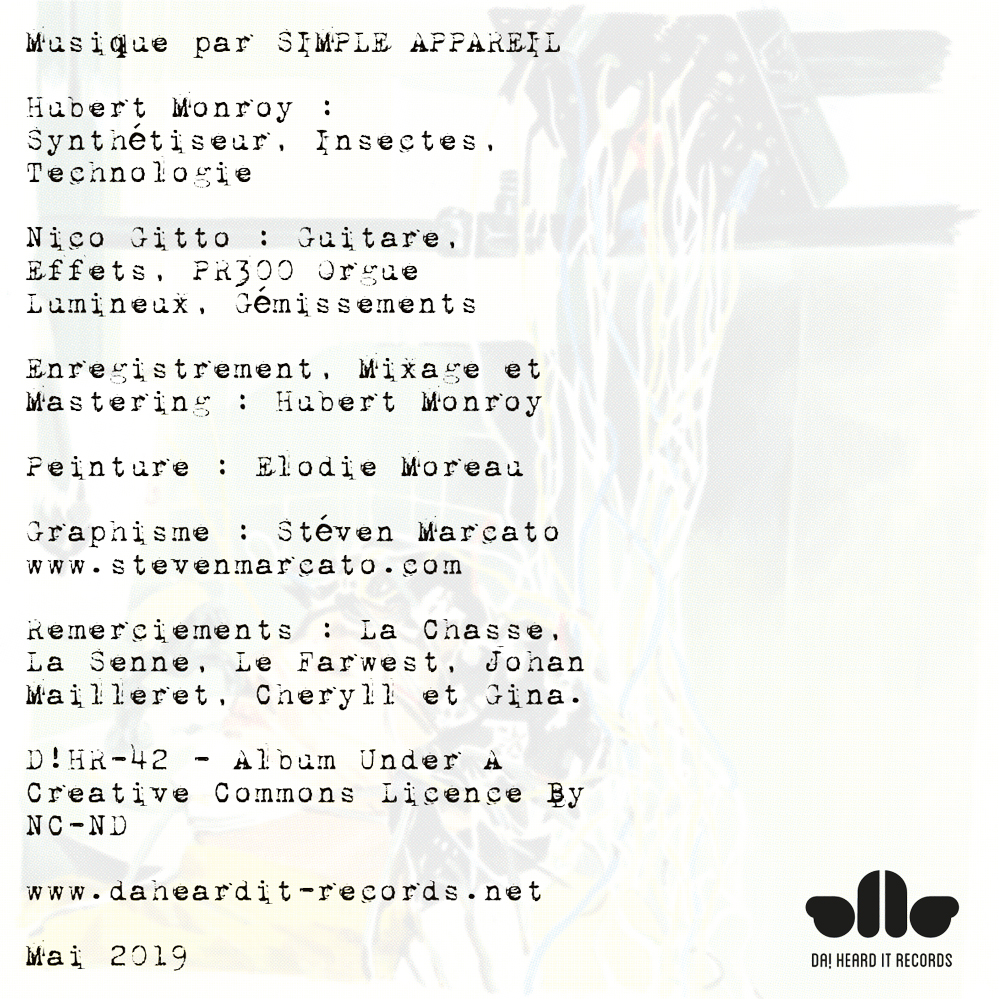 Musique par SIMPLE APPAREIL
Hubert Monroy :
Synthétiseur, Insectes,
Technologie
Nico Gitto : Guitare,
Effets, PR300 Orgue
Lumineux, Gémissements
Enregistrement, Mixage et
Mastering : Hubert Monroy
Peinture : Elodie Moreau
Graphisme : Stéven Marcato
www.stevenmarcato.com
Remerciements : La Chasse,
La Senne, Le Farwest, Johan
Mailleret, Cheryll et Gina.
D!HR-42 - Album Under A
Creative Commons Licence By
NC-ND
www.daheardit-records.net
Mai 2019
DA! HEARD IT RECORDS